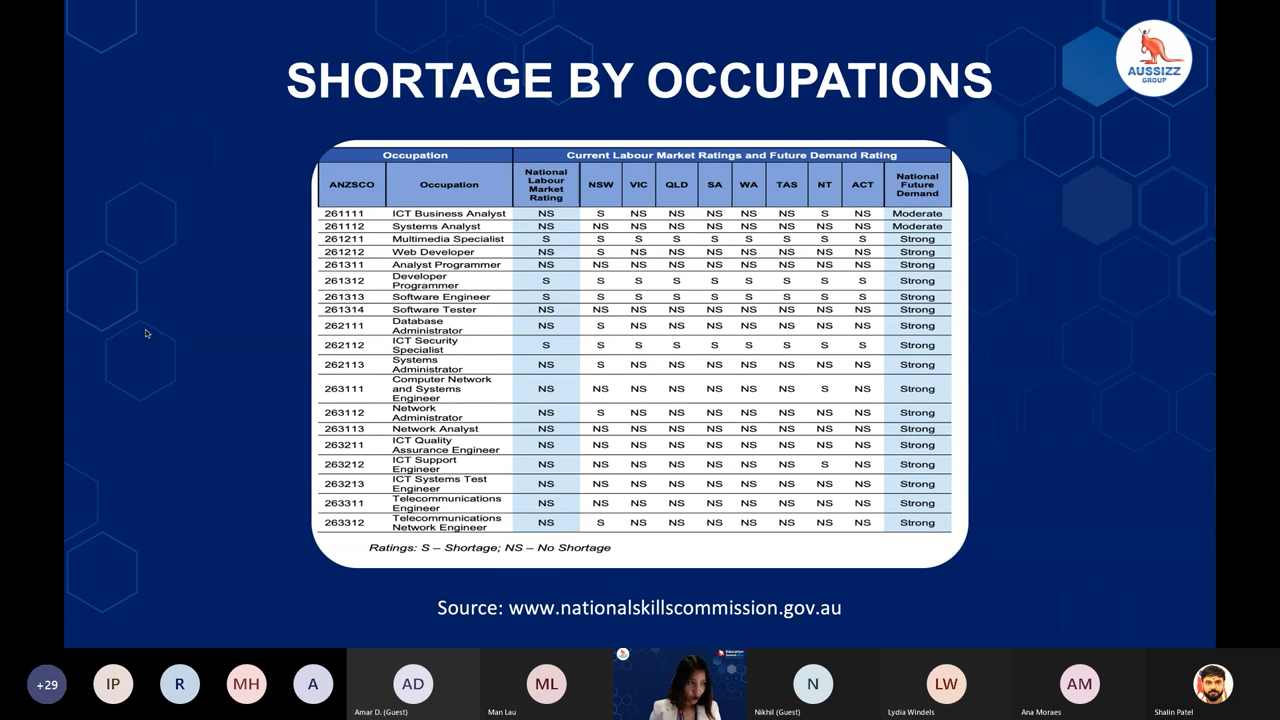 SHORTAGE BY OCCUPATIONS
AUSSIZZ
GROUP
Occupation Current Labour Market Ratings and Future Demand Rating
ANZSCO Occupation National Labour Market Rating NSW VIC QLD SA WA TAS NT ACT National Future Demand
261111 ICT Business Analyst NS S NS NS NS NS NS S NS Moderate
261112 Systems Analyst NS NS NS NS NS NS NS NS NS Moderate
261211 Multimedia Specialist S S S S S S S S S Strong
261212 Web Developer NS S NS NS NS NS NS NS NS Strong
261311 Analyst Programmer NS NS NS NS NS NS NS NS NS Strong
261312 Developer Programmer S S S S S S S S S Strong
261313 Software Engineer S S S S S S S S S Strong
261314 Software Tester NS NS NS NS NS NS NS NS NS Strong
262111 Database Administrator NS S NS NS NS NS NS NS NS Strong
262112 ICT Security Specialist S S S S S S S S S Strong
262113 Systems Administrator NS S NS NS NS NS NS NS NS Strong
263111 Computer Network and Systems Engineer NS NS NS NS NS NS NS S NS Strong
263112 Network Administrator NS S NS NS NS NS NS NS NS Strong
263113 Network Analyst NS NS NS NS NS NS NS NS NS Strong
263211 ICT Quality Assurance Engineer NS NS NS NS NS NS NS NS NS Strong
263212 ICT Support Engineer NS NS NS NS NS NS NS S NS Strong
263213 ICT Systems Test Engineer NS NS NS NS NS NS NS NS NS Strong
263311 Telecommunications Engineer NS NS NS NS NS NS NS NS NS Strong
263312 Telecommunications Network Engineer NS S NS NS NS NS NS NS NS Strong
Ratings: S – Shortage; NS – No Shortage
Source: www.nationalskillscommission.gov.au
+29 IP R MH A AD ML N LW AM
Amar D. (Guest) Man Lau Nikhil (Guest) Lydia Windels Ana Moraes Shalin Patel